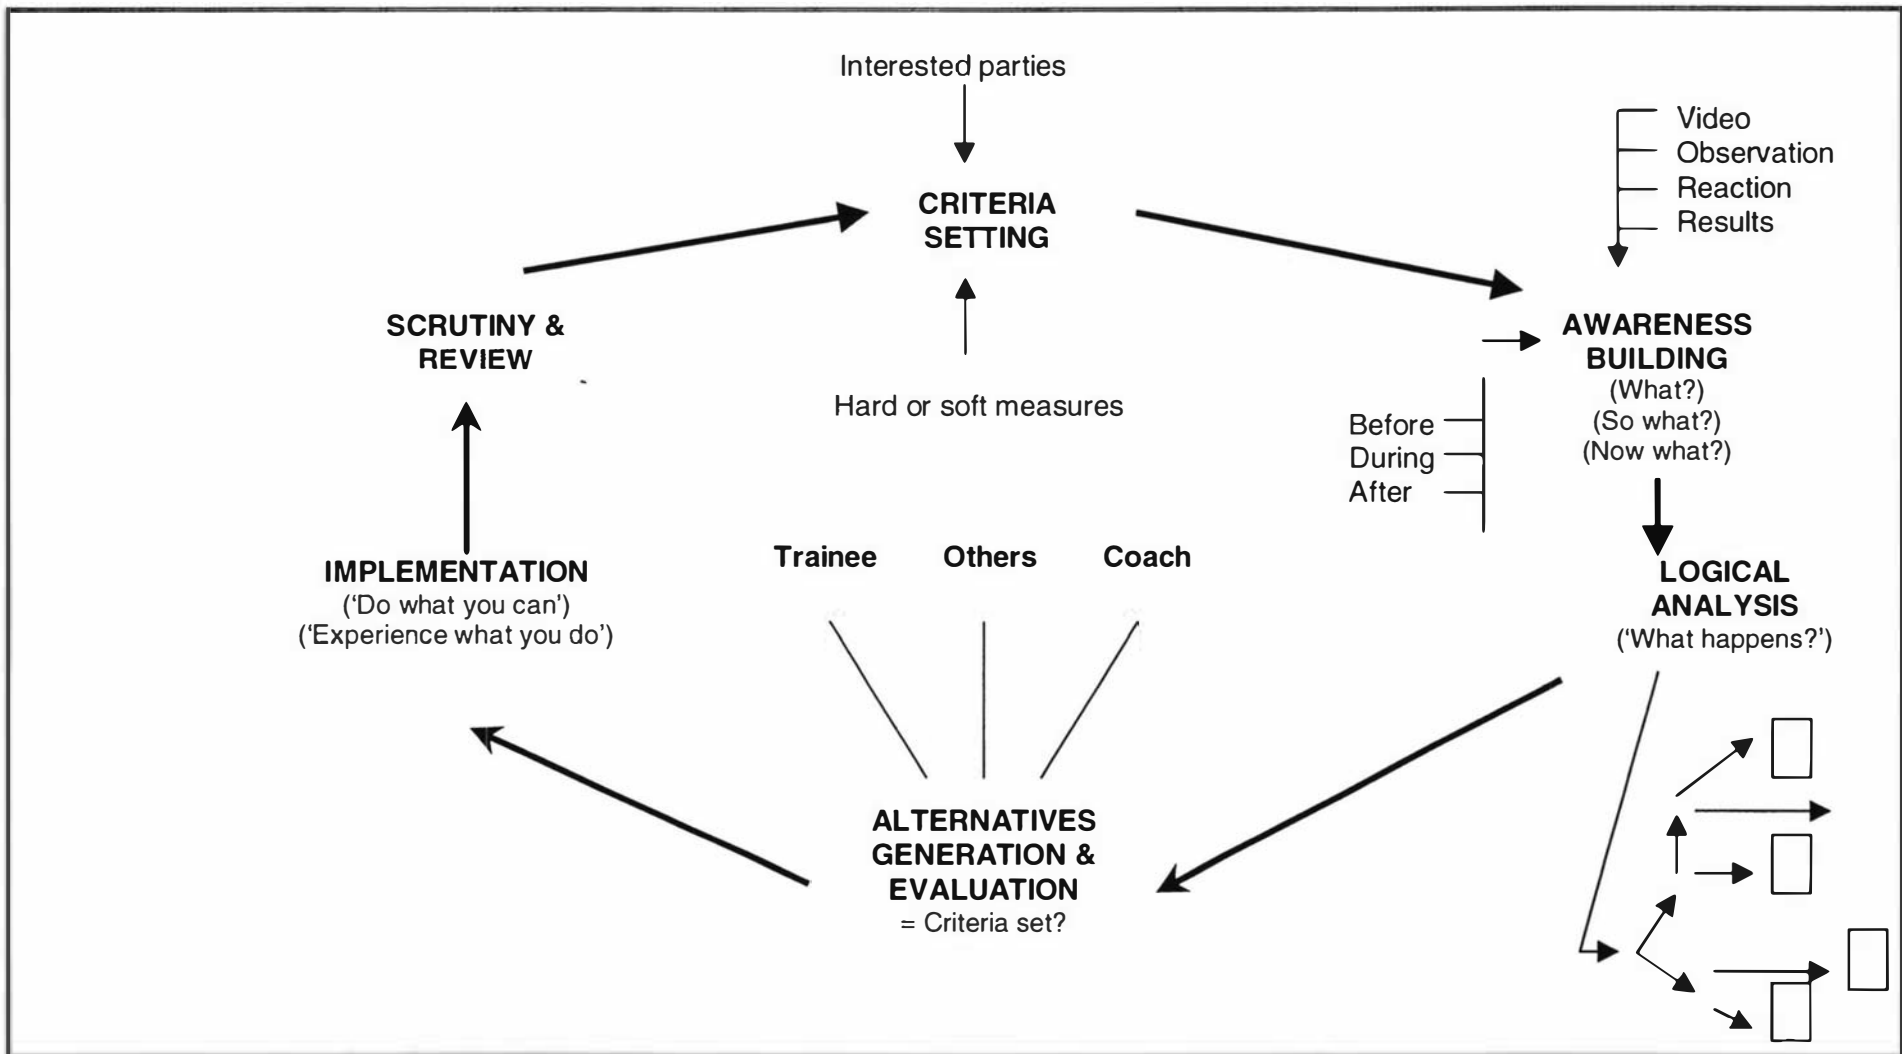 Interested parties
CRITERIA
SETTING
Hard or soft measures
Video
Observation
Reaction
Results
AWARENESS
BUILDING
(What?)
(So what?)
(Now what?)
Before
During
After
LOGICAL
ANALYSIS
(‘What happens?’)
Trainee
Others
Coach
ALTERNATIVES
GENERATION &
EVALUATION
= Criteria set?
IMPLEMENTATION
(‘Do what you can’)
(‘Experience what you do’)
SCRUTINY &
REVIEW